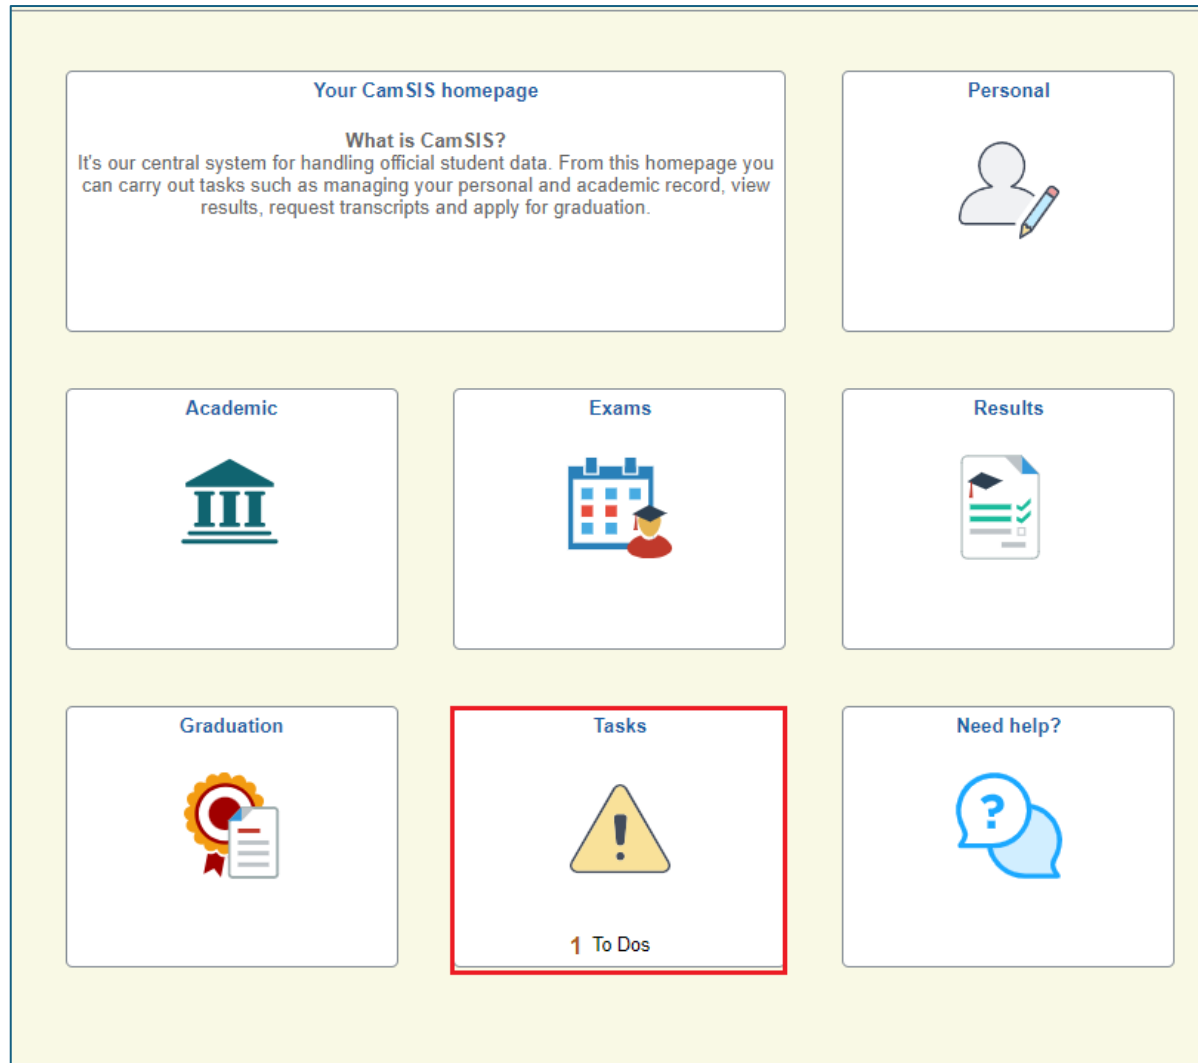 Your CamSIS homepage
What is CamSIS?
It's our central system for handling official student data. From this homepage you
can carry out tasks such as managing your personal and academic record, view
results, request transcripts and apply for graduation.
Personal
Academic
Exams
Results
Graduation
Tasks
1 To Dos
Need help?
?